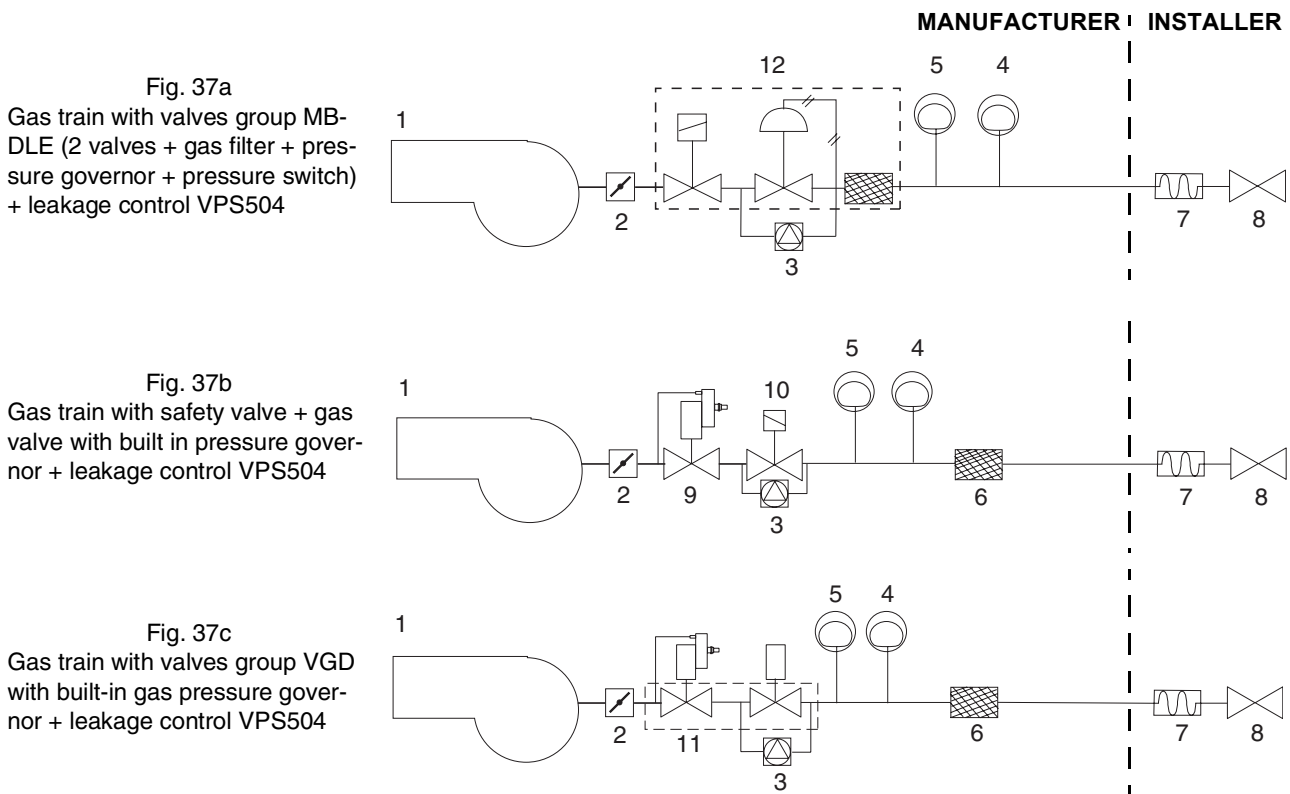 MANUFACTURER INSTALLER
Fig. 37a
Gas train with valves group MB-
DLE (2 valves + gas filter + pres-
sure governor + pressure switch)
+ leakage control VPS504
1
12
5
4
2
3
7
8
Fig. 37b
Gas train with safety valve + gas
valve with built in pressure gover-
nor + leakage control VPS504
1
5
4
10
2
9
3
6
7
8
Fig. 37c
Gas train with valves group VGD
with built-in gas pressure gover-
nor + leakage control VPS504
1
5
4
2
11
3
6
7
8